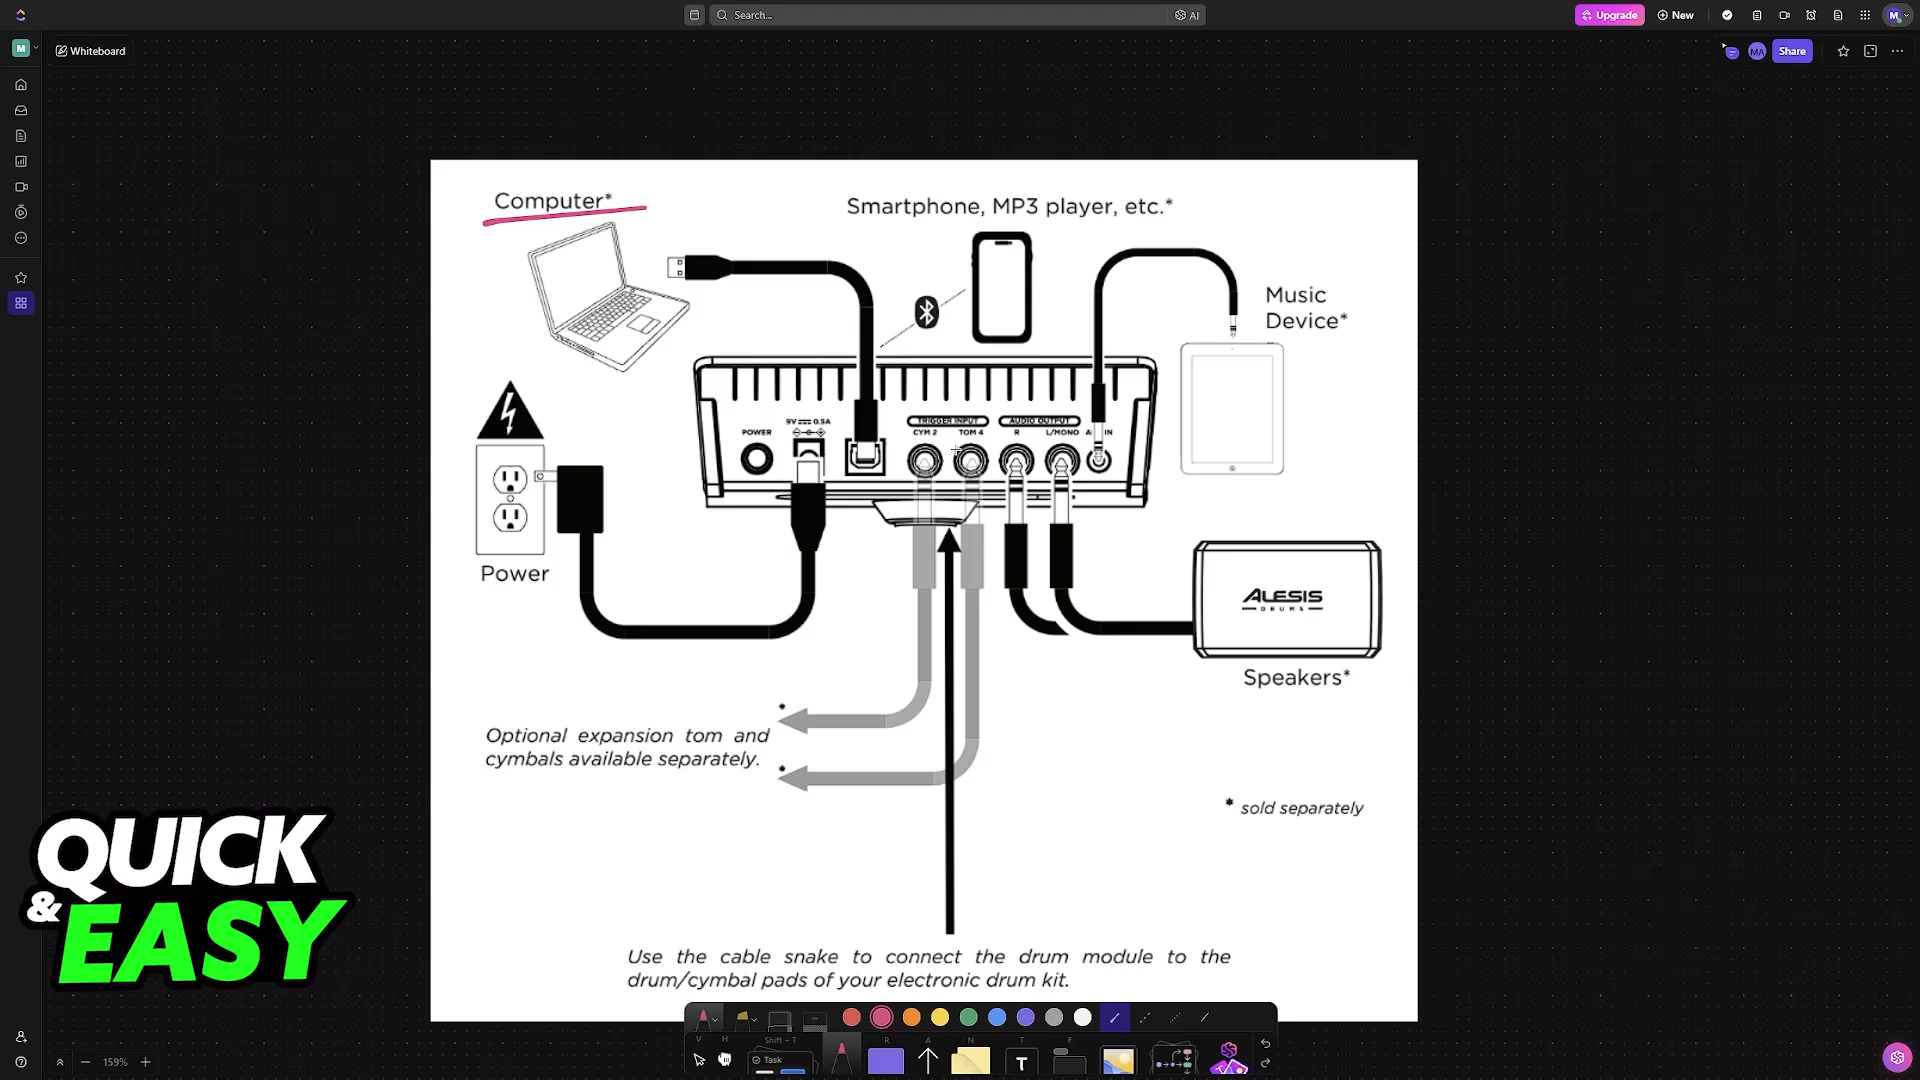 Search...
AI
Upgrade
New
M
M
Whiteboard
MA
Share
Computer*
Smartphone, MP3 player, etc.*
Music
Device*
POWER
9V 0.5A
TRIGGER INPUT
AUDIO OUTPUT
CYM 2
TOM 4
R
L/MONO
IN
Power
ALESIS
DRUMS
Speakers*
*
Optional expansion tom and
cymbals available separately.
*
* sold separately
QUICK
& EASY
Use the cable snake to connect the drum module to the
drum/cymbal pads of your electronic drum kit.
V
H
Shift + T
R
A
N
T
F
Task
T
159%